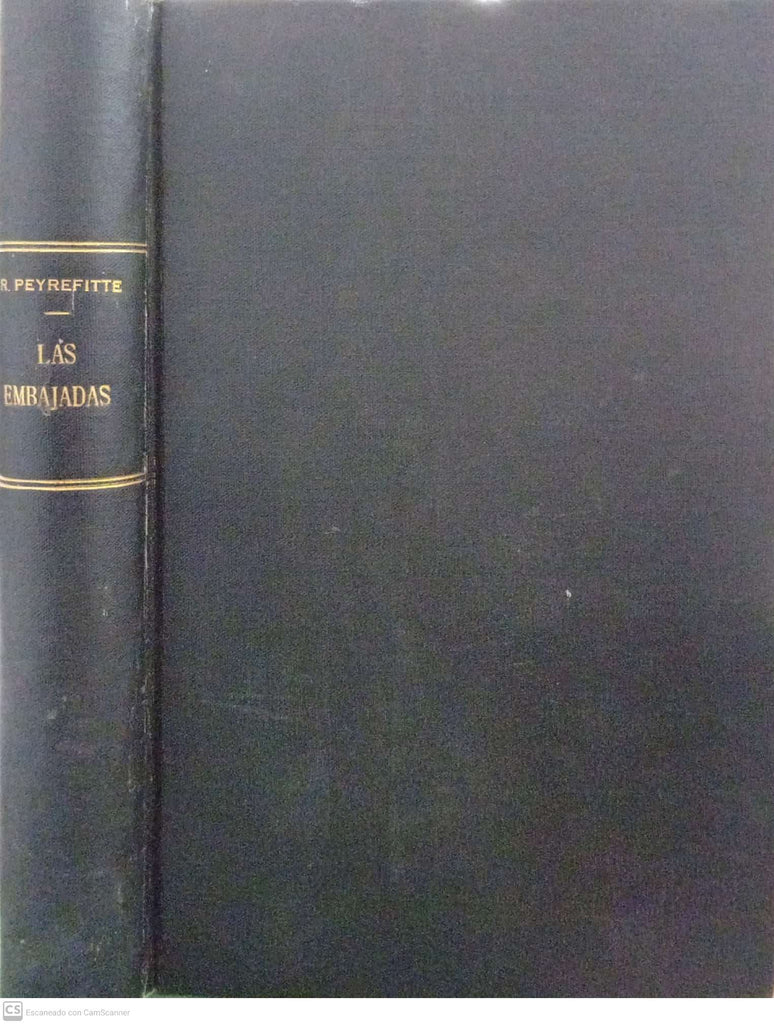 R. PEYREFITTE
LAS
EMBAJADAS
CS Escaneado con CamScanner